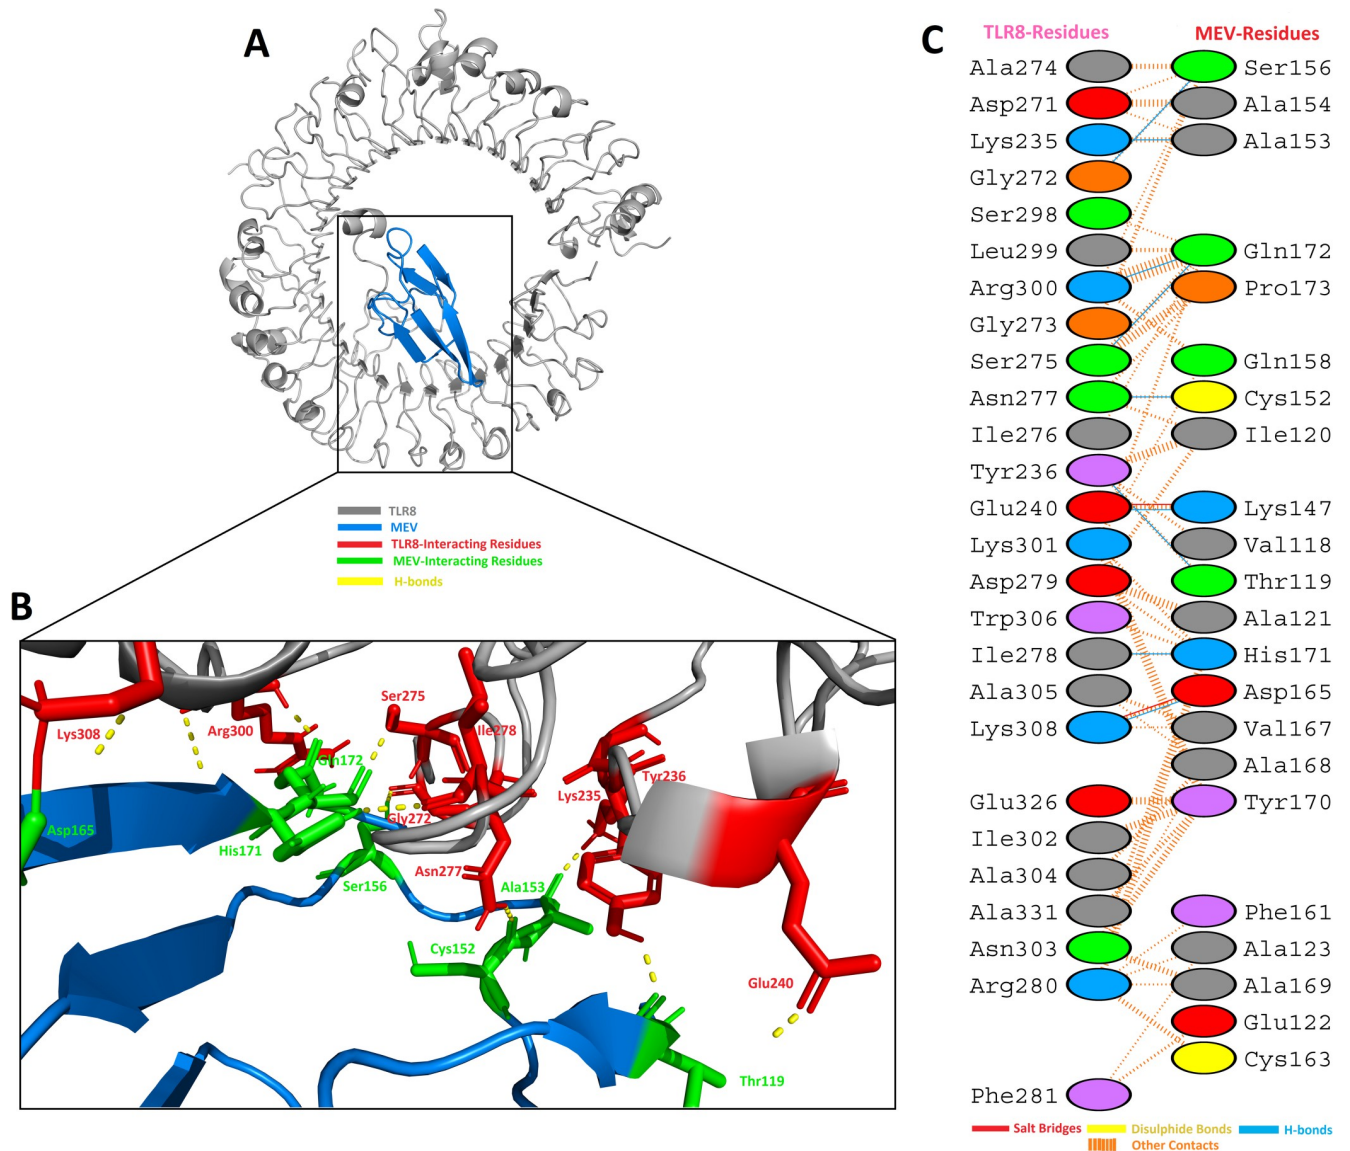 A
TLR8
MEV
TLR8-Interacting Residues
MEV-Interacting Residues
H-bonds
B
Lys308
Arg300
Ser275
Ile278
Gln172
Tyr236
Lys235
Gly272
Asp165
His171
Ser156
Asn277
Ala153
Cys152
Glu240
Thr119
C
TLR8-Residues MEV-Residues
Ala274 Ser156
Asp271 Ala154
Lys235 Ala153
Gly272
Ser298
Leu299 Gln172
Arg300 Pro173
Gly273
Ser275 Gln158
Asn277 Cys152
Ile276 Ile120
Tyr236
Glu240 Lys147
Lys301 Val118
Asp279 Thr119
Trp306 Ala121
Ile278 His171
Ala305 Asp165
Lys308 Val167
Ala168
Glu326 Tyr170
Ile302
Ala304
Ala331 Phe161
Asn303 Ala123
Arg280 Ala169
Glu122
Cys163
Phe281
Salt Bridges Disulphide Bonds H-bonds
Other Contacts